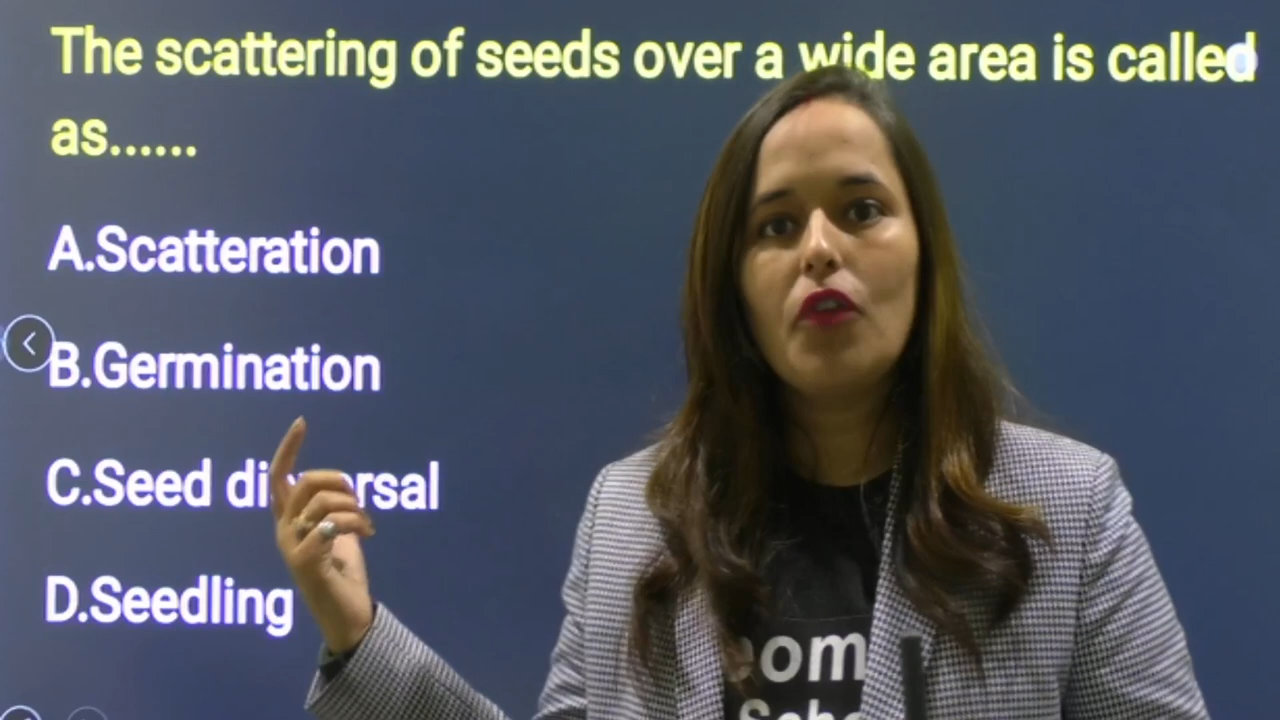 The scattering of seeds over a wide area is called
as......
A.Scatteration
B.Germination
C.Seed
D.Seedling